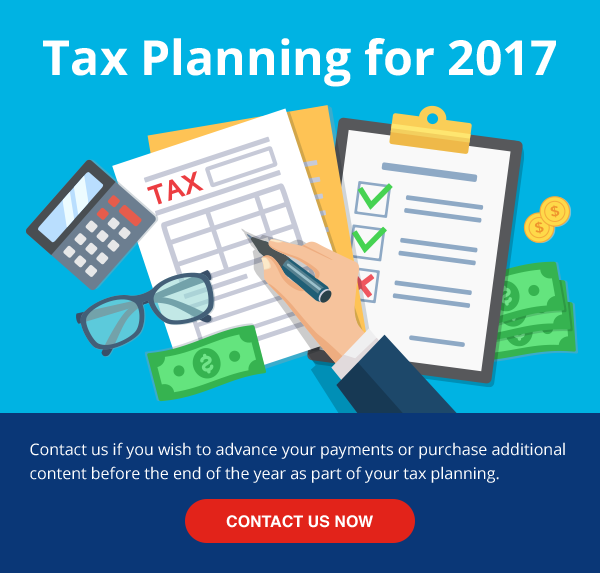 Tax Planning for 2017
TAX
$
$
$
$
Contact us if you wish to advance your payments or purchase additional
content before the end of the year as part of your tax planning.
CONTACT US NOW